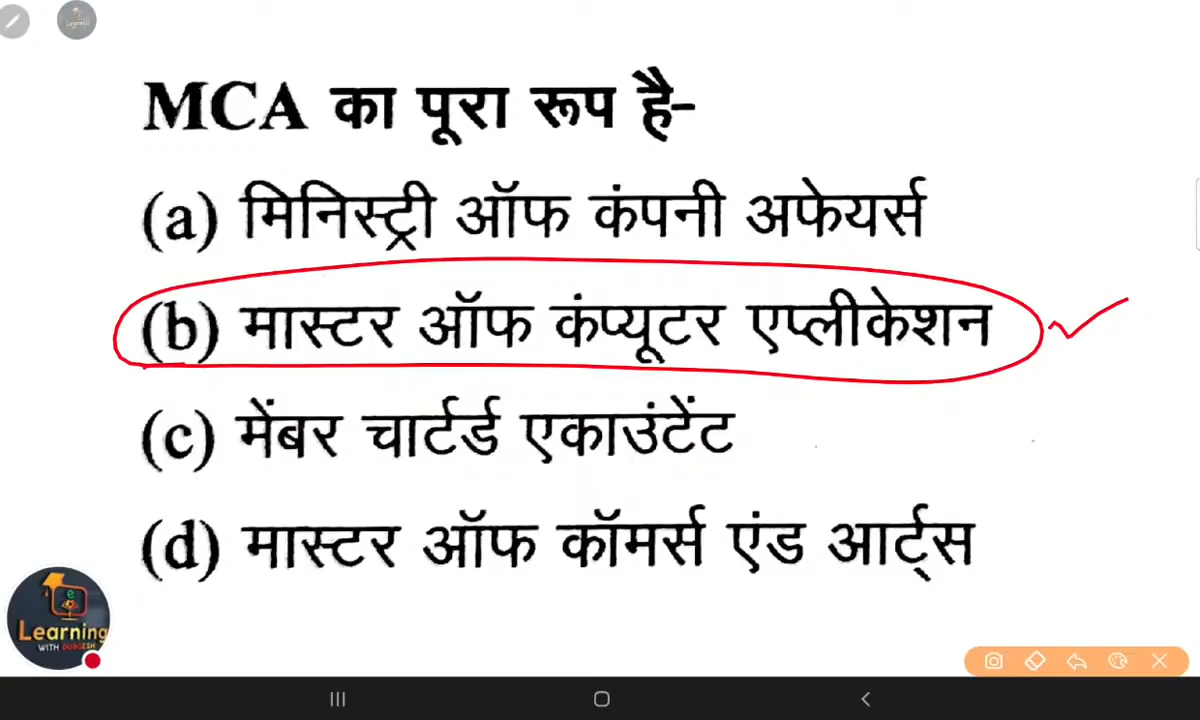 MCA का पूरा रूप है-
(a) मिनिस्ट्री ऑफ कंपनी अफेयर्स
(b) मास्टर ऑफ कंप्यूटर एप्लीकेशन
(c) मेंबर चार्टर्ड एकाउंटेंट
(d) मास्टर ऑफ कॉमर्स एंड आर्ट्स
Learning
WITH DURGESH